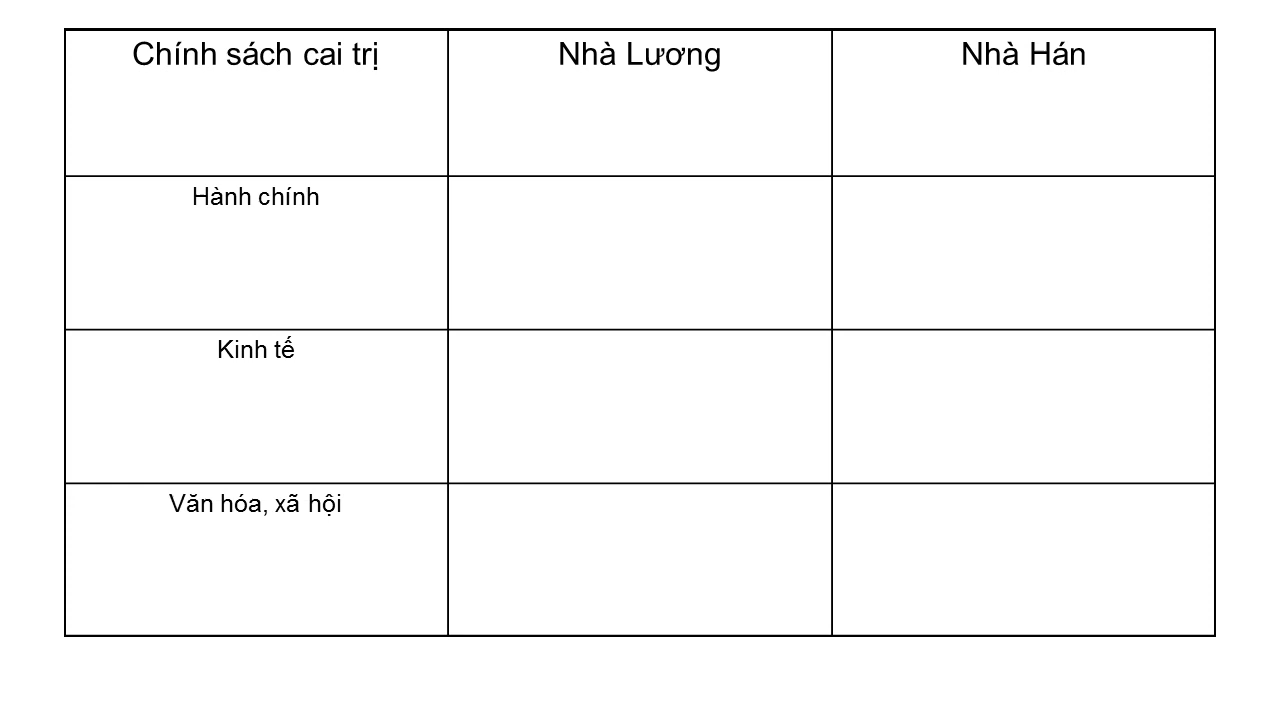 Chính sách cai trị
Nhà Lương
Nhà Hán
Hành chính
Kinh tế
Văn hóa, xã hội